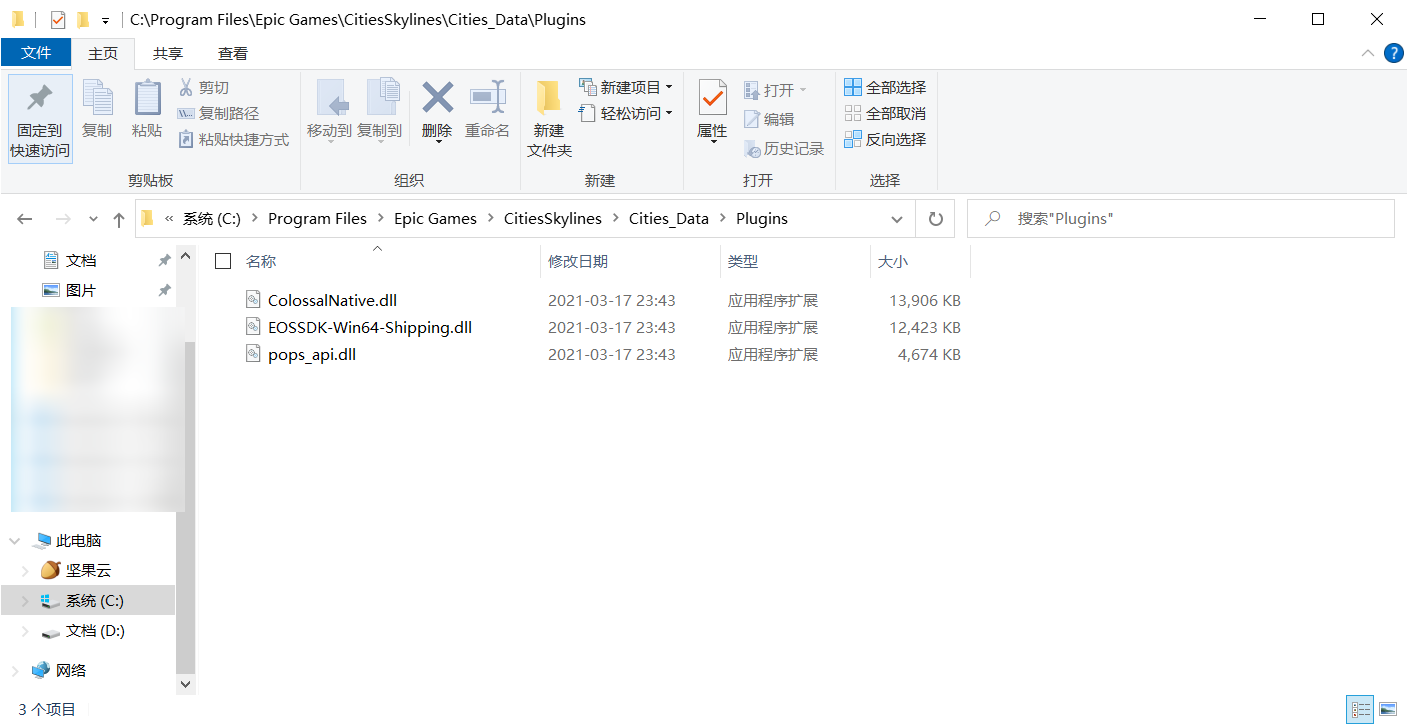 C:\Program Files\Epic Games\CitiesSkylines\Cities_Data\Plugins
文件 主页 共享 查看
固定到
快速访问
复制
粘贴
剪切
复制路径
粘贴快捷方式
剪贴板
移动到
复制到
删除
重命名
组织
新建
文件夹
新建项目
轻松访问
新建
属性
打开
编辑
历史记录
打开
全部选择
全部取消
反向选择
选择
« 系统 (C:) > Program Files > Epic Games > CitiesSkylines > Cities_Data > Plugins
搜索"Plugins"
文档
图片
此电脑
坚果云
系统 (C:)
文档 (D:)
网络
名称 修改日期 类型 大小
ColossalNative.dll 2021-03-17 23:43 应用程序扩展 13,906 KB
EOSSDK-Win64-Shipping.dll 2021-03-17 23:43 应用程序扩展 12,423 KB
pops_api.dll 2021-03-17 23:43 应用程序扩展 4,674 KB
3 个项目